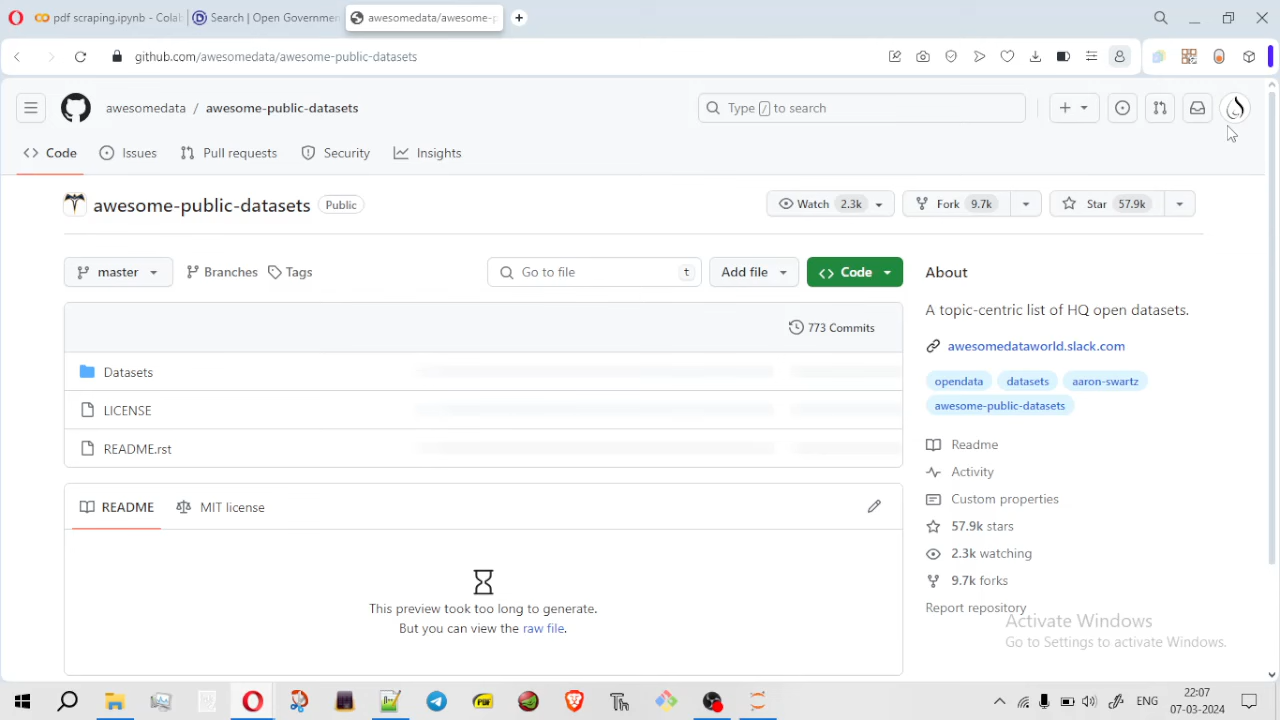 pdf scraping.ipynb - Colab
Search | Open Governmen
awesomedata/awesome-p
github.com/awesomedata/awesome-public-datasets
awesomedata / awesome-public-datasets
Type / to search
Code
Issues
Pull requests
Security
Insights
awesome-public-datasets
Public
Watch 2.3k
Fork 9.7k
Star 57.9k
master
Branches
Tags
Go to file
t
Add file
Code
773 Commits
Datasets
LICENSE
README.rst
README
MIT license
This preview took too long to generate.
But you can view the raw file.
About
A topic-centric list of HQ open datasets.
awesomedataworld.slack.com
opendata datasets aaron-swartz
awesome-public-datasets
Readme
Activity
Custom properties
57.9k stars
2.3k watching
9.7k forks
Report repository
Activate Windows
Go to Settings to activate Windows.
ENG
22:07
07-03-2024